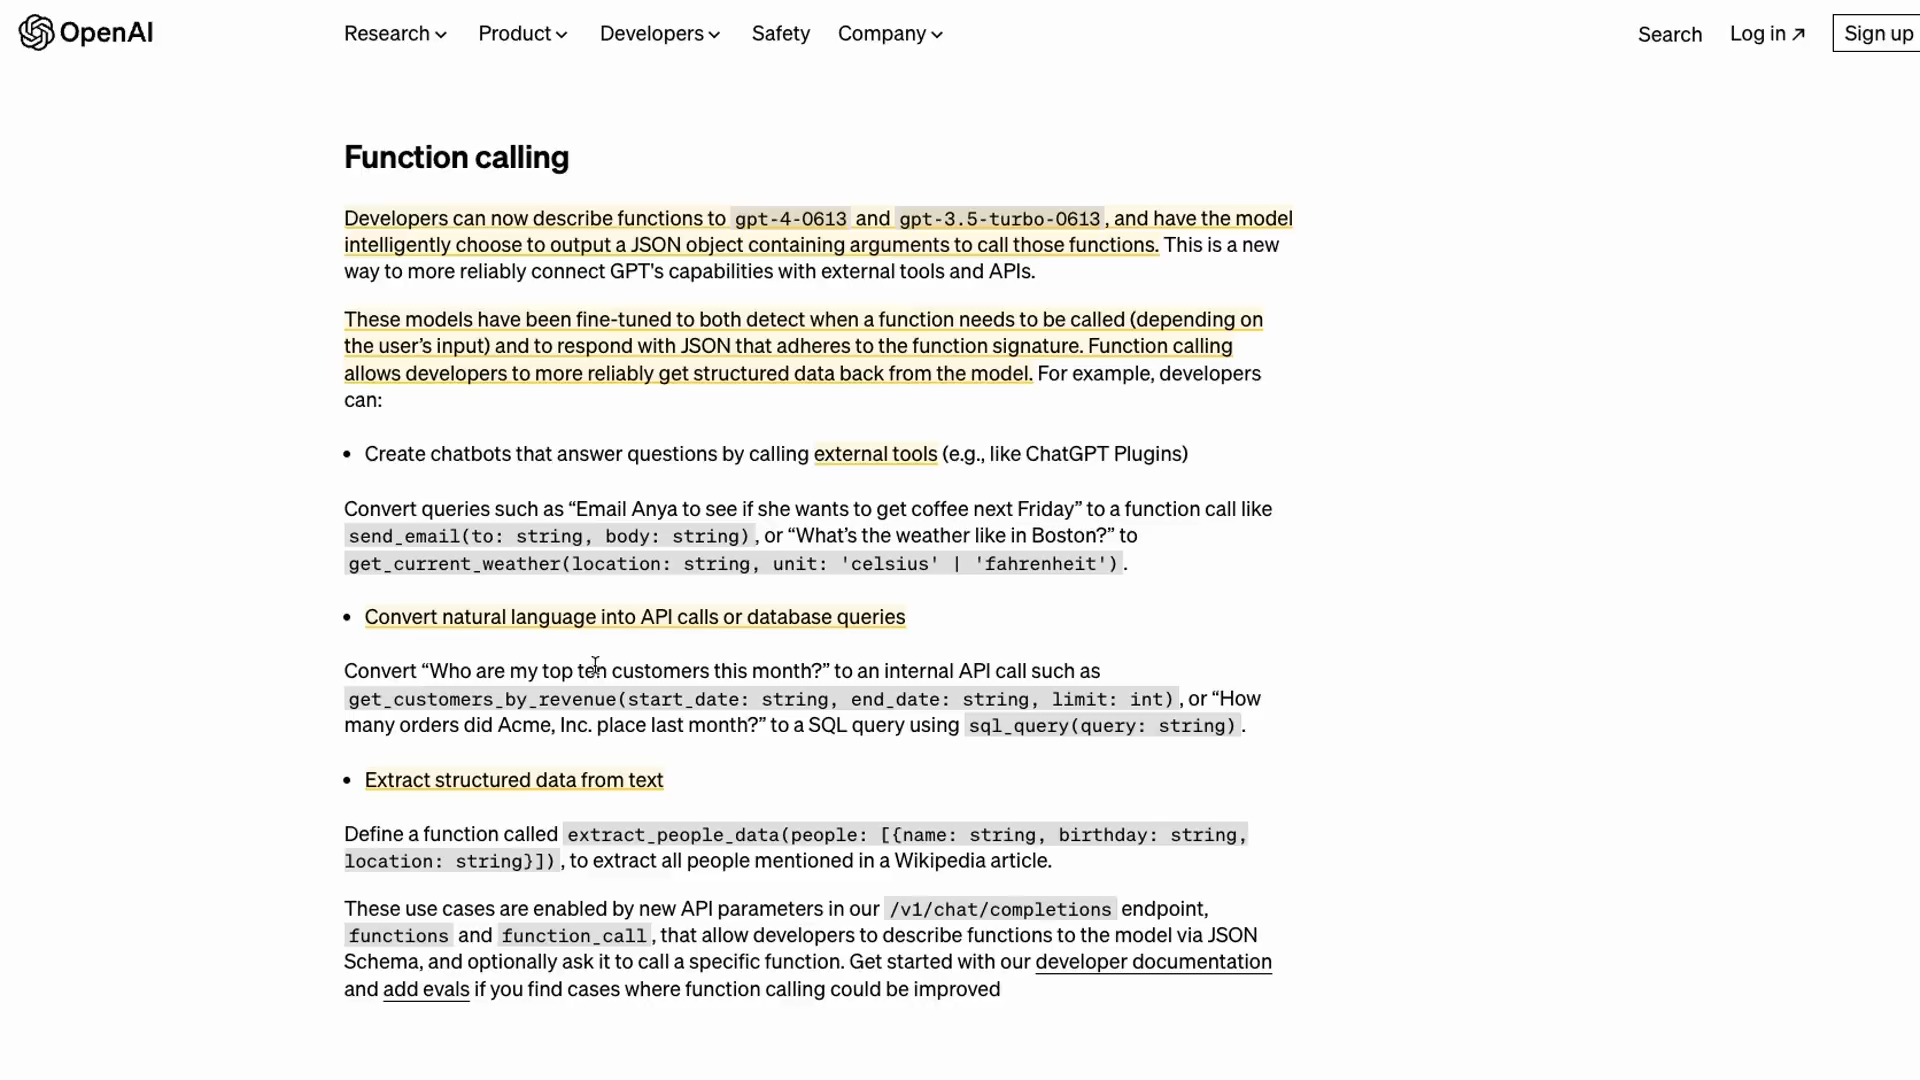 OpenAI
Research Product Developers Safety Company
Search Log in ↗ Sign up
Function calling
Developers can now describe functions to gpt-4-0613 and gpt-3.5-turbo-0613, and have the model
intelligently choose to output a JSON object containing arguments to call those functions. This is a new
way to more reliably connect GPT's capabilities with external tools and APIs.
These models have been fine-tuned to both detect when a function needs to be called (depending on
the user’s input) and to respond with JSON that adheres to the function signature. Function calling
allows developers to more reliably get structured data back from the model. For example, developers
can:
• Create chatbots that answer questions by calling external tools (e.g., like ChatGPT Plugins)
Convert queries such as “Email Anya to see if she wants to get coffee next Friday” to a function call like
send_email(to: string, body: string), or “What’s the weather like in Boston?” to
get_current_weather(location: string, unit: 'celsius' | 'fahrenheit').
• Convert natural language into API calls or database queries
Convert “Who are my top ten customers this month?” to an internal API call such as
get_customers_by_revenue(start_date: string, end_date: string, limit: int), or “How
many orders did Acme, Inc. place last month?” to a SQL query using sql_query(query: string).
• Extract structured data from text
Define a function called extract_people_data(people: [{name: string, birthday: string,
location: string}]), to extract all people mentioned in a Wikipedia article.
These use cases are enabled by new API parameters in our /v1/chat/completions endpoint,
functions and function_call, that allow developers to describe functions to the model via JSON
Schema, and optionally ask it to call a specific function. Get started with our developer documentation
and add evals if you find cases where function calling could be improved